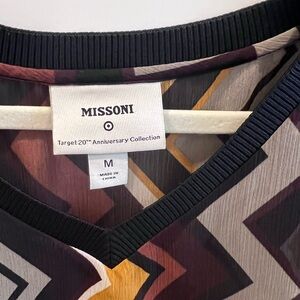 MISSONI
Target 20TH Anniversary Collection
M
MADE IN
CHINA